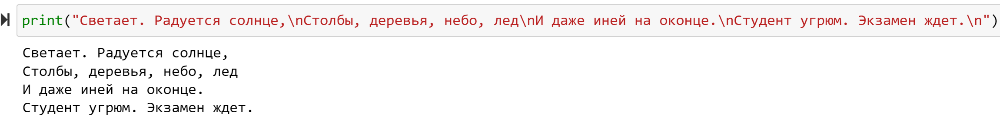 print("Светает. Радуется солнце,\nСтолбы, деревья, небо, лед\nИ даже иней на оконце.\nСтудент угрюм. Экзамен ждет.\n")
Светает. Радуется солнце,
Столбы, деревья, небо, лед
И даже иней на оконце.
Студент угрюм. Экзамен ждет.